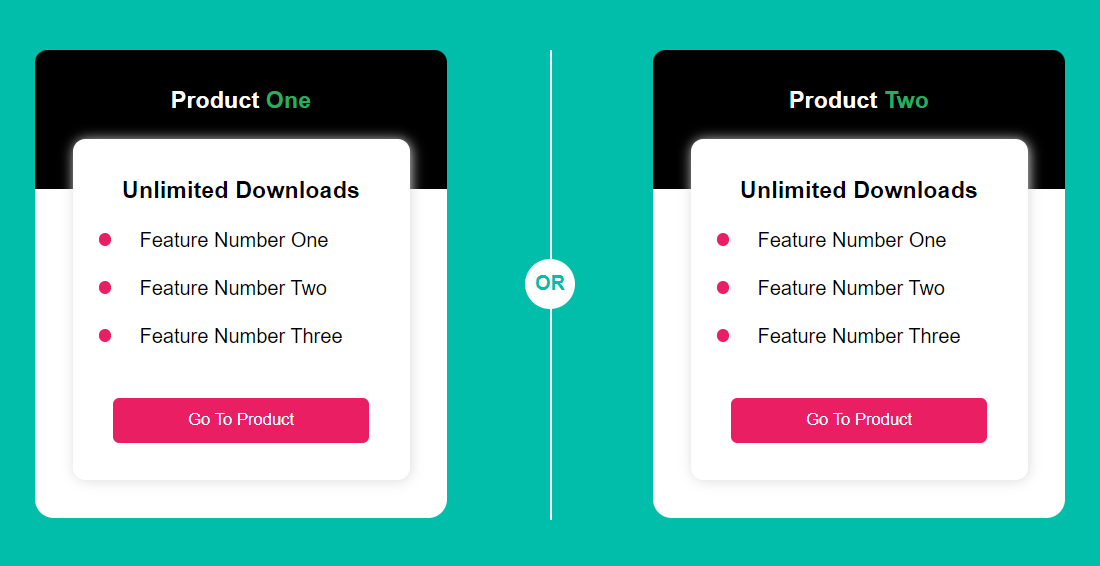 Product One
Unlimited Downloads
Feature Number One
Feature Number Two
Feature Number Three
Go To Product
OR
Product Two
Unlimited Downloads
Feature Number One
Feature Number Two
Feature Number Three
Go To Product